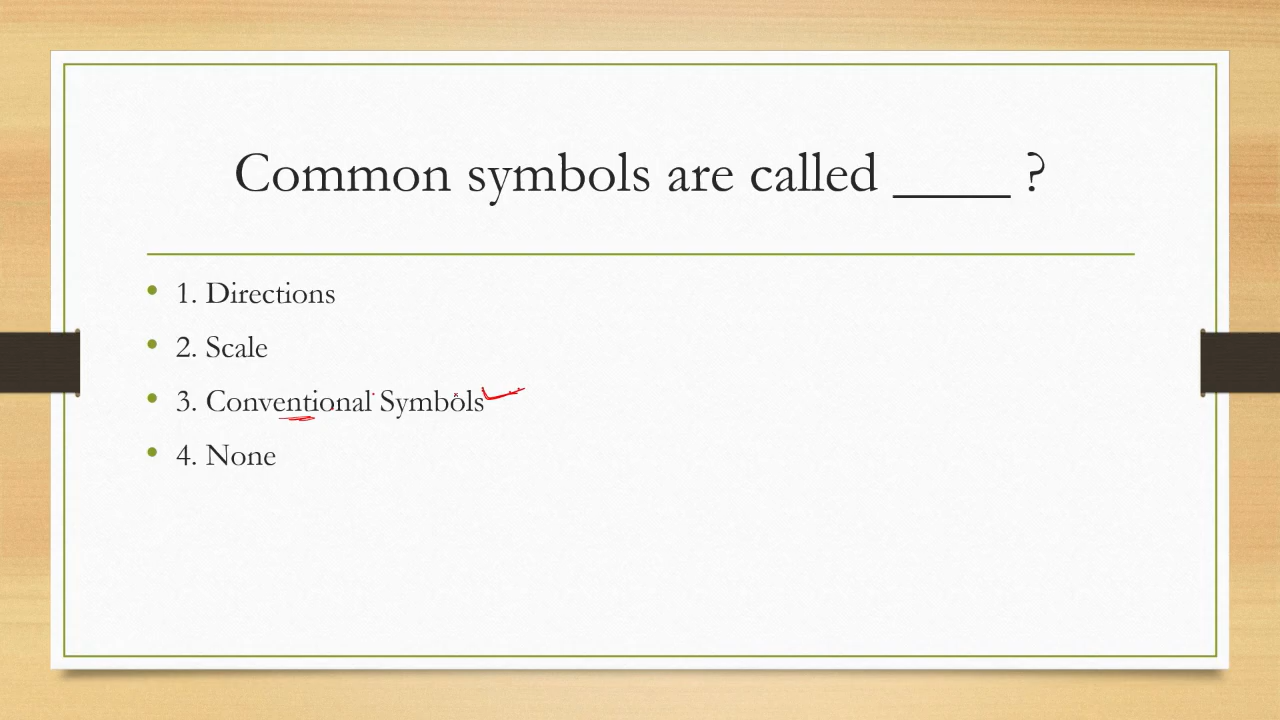 Common symbols are called ____ ?
• 1. Directions
• 2. Scale
• 3. Conventional Symbols
• 4. None